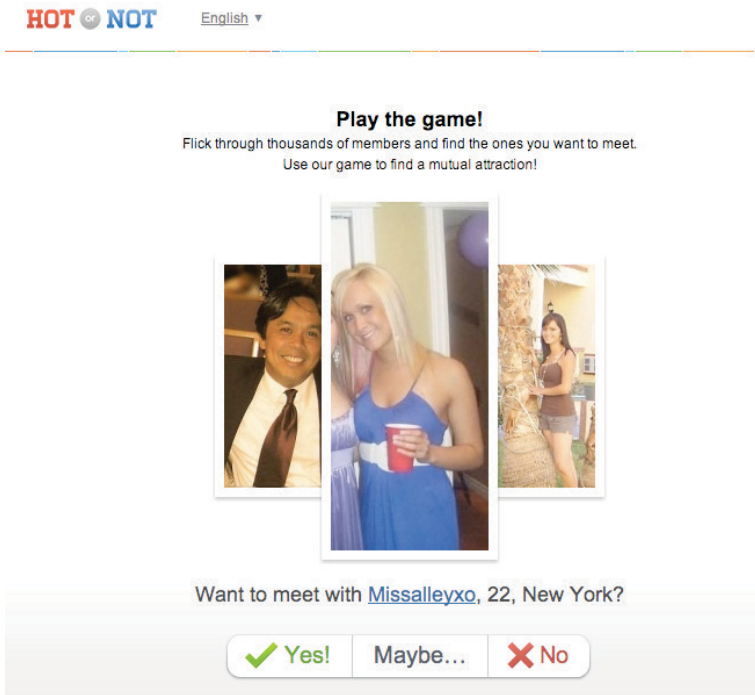 HOT or NOT English ▼
Play the game!
Flick through thousands of members and find the ones you want to meet.
Use our game to find a mutual attraction!
Want to meet with Missalleyxo, 22, New York?
Yes! Maybe... No